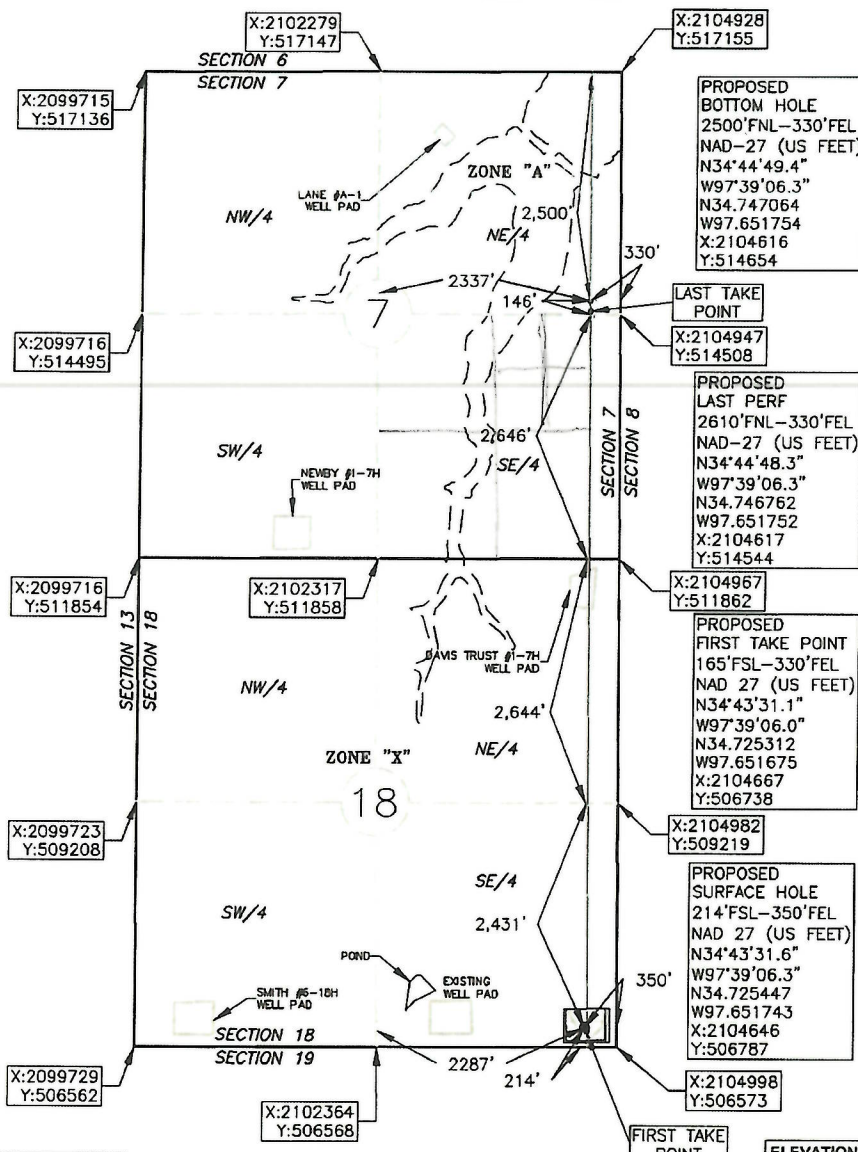 X:2102279
Y:517147
X:2104928
Y:517155
SECTION 6
SECTION 7
X:2099715
Y:517136
PROPOSED
BOTTOM HOLE
2500'FNL-330'FEL
NAD-27 (US FEET)
N34°44'49.4"
W97°39'06.3"
N34.747064
W97.651754
X:2104616
Y:514654
ZONE "A"
LANE #A-1
WELL PAD
NW/4
2,500'
NE/4
330'
2337'
146'
7
LAST TAKE
POINT
X:2099716
Y:514495
X:2104947
Y:514508
PROPOSED
LAST PERF
2610'FNL-330'FEL
NAD-27 (US FEET)
N34°44'48.3"
W97°39'06.3"
N34.746762
W97.651752
X:2104617
Y:514544
2,646'
SW/4
SE/4
SECTION 7
SECTION 8
NEWBY #1-7H
WELL PAD
X:2099716
Y:511854
X:2102317
Y:511858
X:2104967
Y:511862
SECTION 13
SECTION 18
PROPOSED
FIRST TAKE POINT
165'FSL-330'FEL
NAD 27 (US FEET)
N34°43'31.1"
W97°39'06.0"
N34.725312
W97.651675
X:2104667
Y:506738
DAVIS TRUST #1-7H
WELL PAD
NW/4
2,644'
NE/4
ZONE "X"
18
X:2099723
Y:509208
X:2104982
Y:509219
PROPOSED
SURFACE HOLE
214'FSL-350'FEL
NAD 27 (US FEET)
N34°43'31.6"
W97°39'06.3"
N34.725447
W97.651743
X:2104646
Y:506787
SE/4
SW/4
2,431'
POND
EXISTING
WELL PAD
350'
SMITH #6-18H
WELL PAD
SECTION 18
SECTION 19
2287'
214'
X:2099729
Y:506562
X:2102364
Y:506568
X:2104998
Y:506573
FIRST TAKE
POINT
ELEVATION